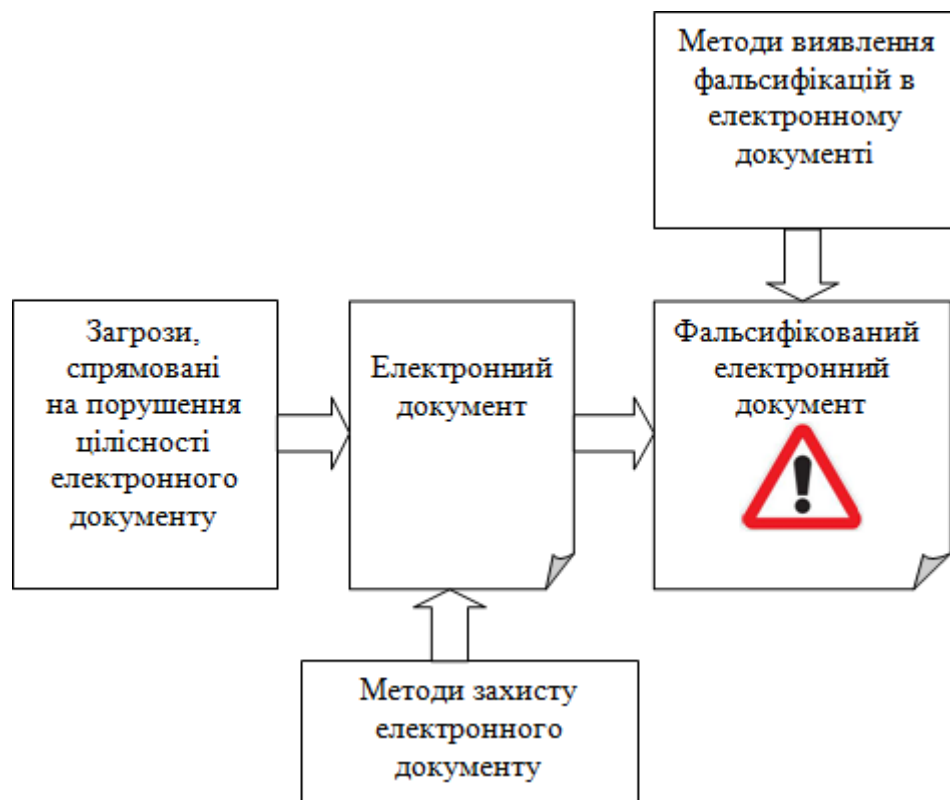 Методи виявлення
фальсифікацій в
електронному
документі
Загрози,
спрямовані
на порушення
цілісності
електронного
документу
Електронний
документ
Фальсифікований
електронний
документ
Методи захисту
електронного
документу